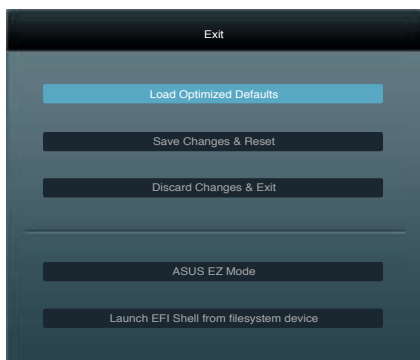 Exit
Load Optimized Defaults
Save Changes & Reset
Discard Changes & Exit
ASUS EZ Mode
Launch EFI Shell from filesystem device